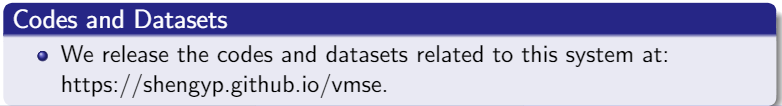 Codes and Datasets
We release the codes and datasets related to this system at:
https://shengyp.github.io/vmse.